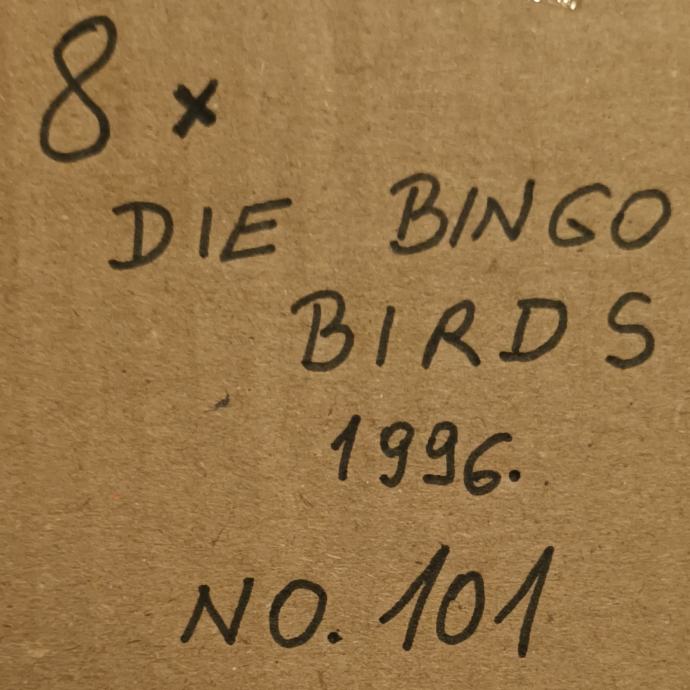 8 x
DIE BINGO
BIRDS
1996.
NO. 101